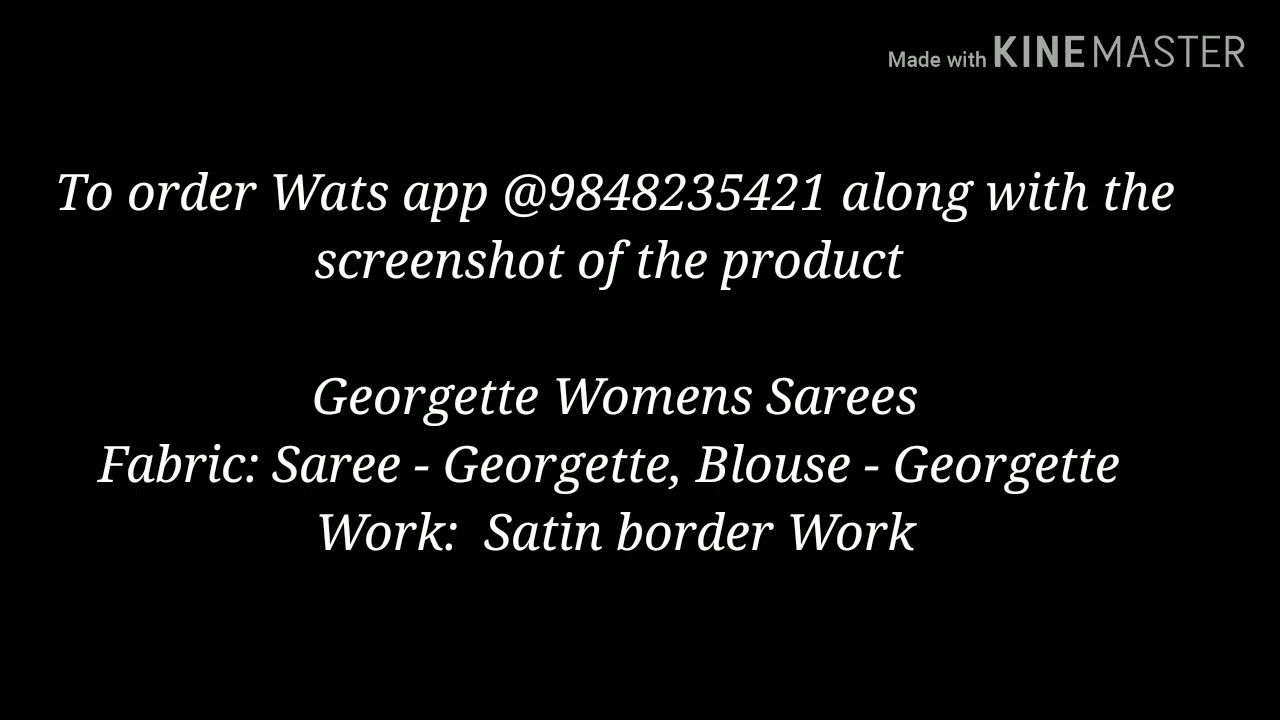 Made with KINEMASTER
To order Wats app @9848235421 along with the
screenshot of the product
Georgette Womens Sarees
Fabric: Saree - Georgette, Blouse - Georgette
Work:  Satin border Work